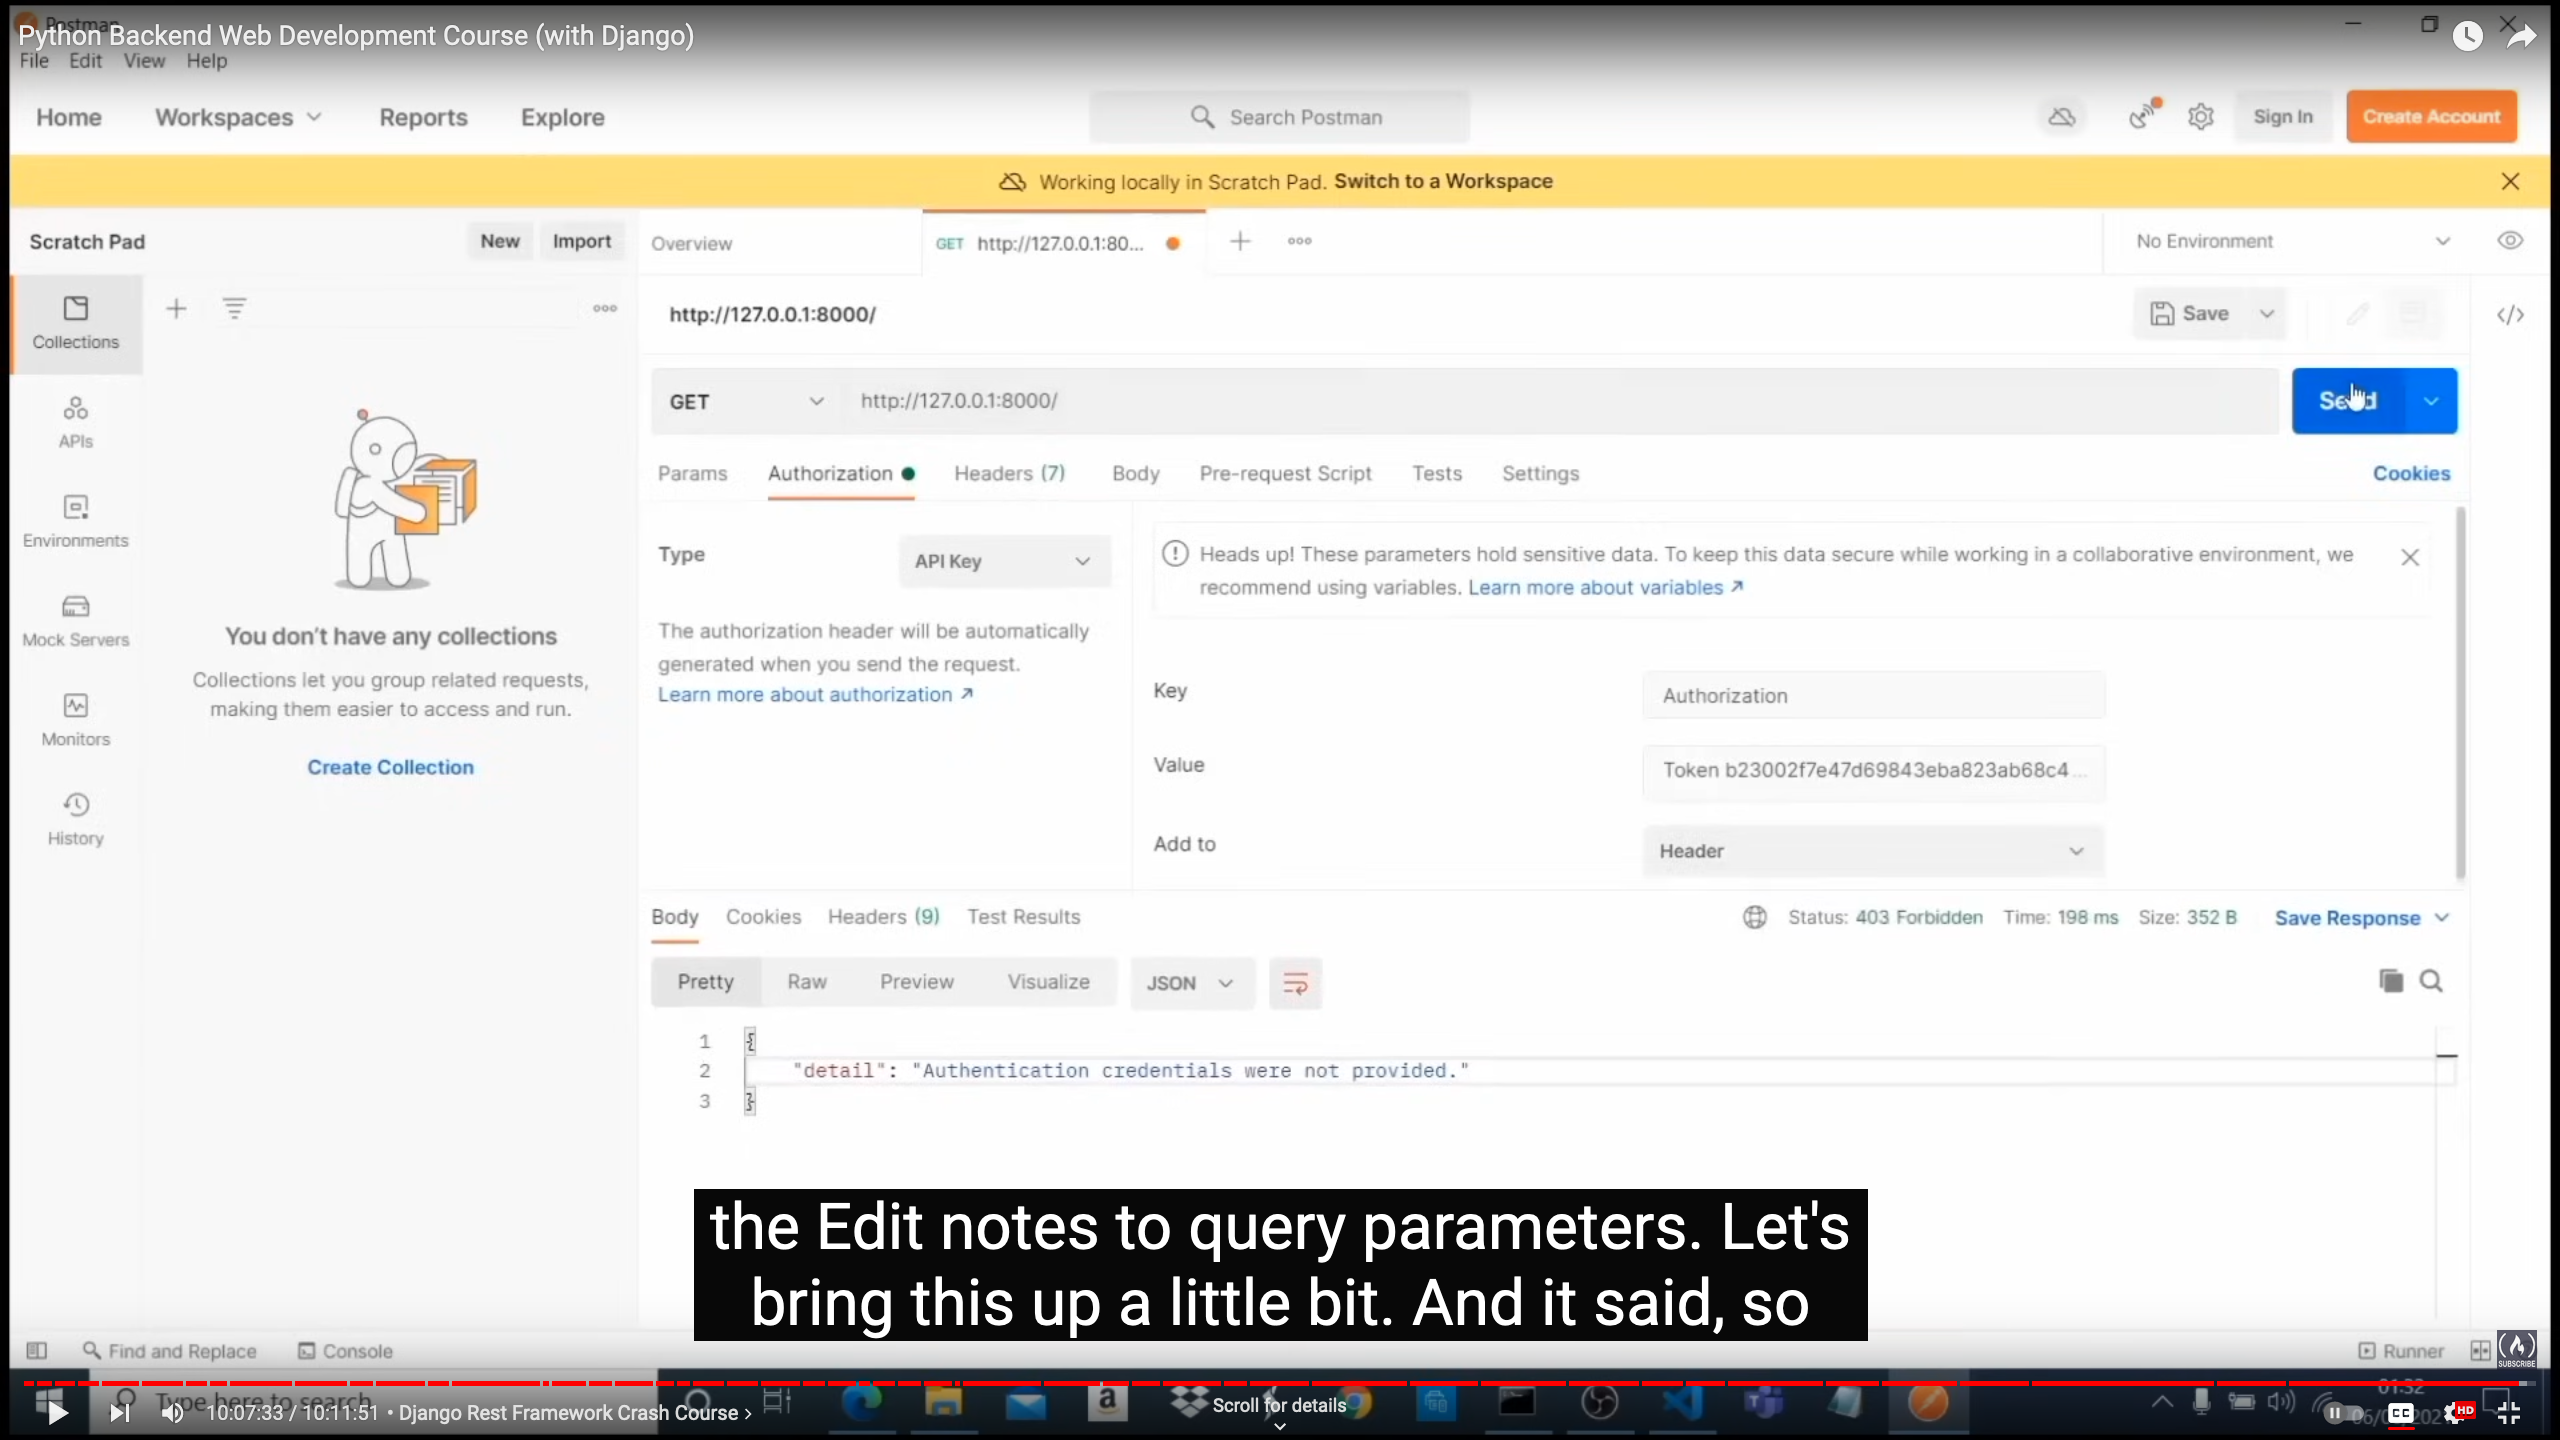 Postman
Python Backend Web Development Course (with Django)
File Edit View Help
Home Workspaces Reports Explore
Search Postman
Sign In Create Account
Working locally in Scratch Pad. Switch to a Workspace
Scratch Pad New Import
Overview GET http://127.0.0.1:80... No Environment
Collections
APIs
Environments
Mock Servers
Monitors
History
You don't have any collections
Collections let you group related requests,
making them easier to access and run.
Create Collection
http://127.0.0.1:8000/
Save
GET http://127.0.0.1:8000/
Send
Params Authorization Headers (7) Body Pre-request Script Tests Settings Cookies
Type API Key
The authorization header will be automatically
generated when you send the request.
Learn more about authorization
Heads up! These parameters hold sensitive data. To keep this data secure while working in a collaborative environment, we
recommend using variables. Learn more about variables
Key Authorization
Value Token b23002f7e47d69843eba823ab68c4...
Add to Header
Body Cookies Headers (9) Test Results
Status: 403 Forbidden Time: 198 ms Size: 352 B Save Response
Pretty Raw Preview Visualize JSON
1 {
2 "detail": "Authentication credentials were not provided."
3 }
the Edit notes to query parameters. Let's
bring this up a little bit. And it said, so
Find and Replace Console Runner
SUBSCRIBE
Type here to search
01:32
10:07:33 / 10:11:51 • Django Rest Framework Crash Course
Scroll for details
CC
HD